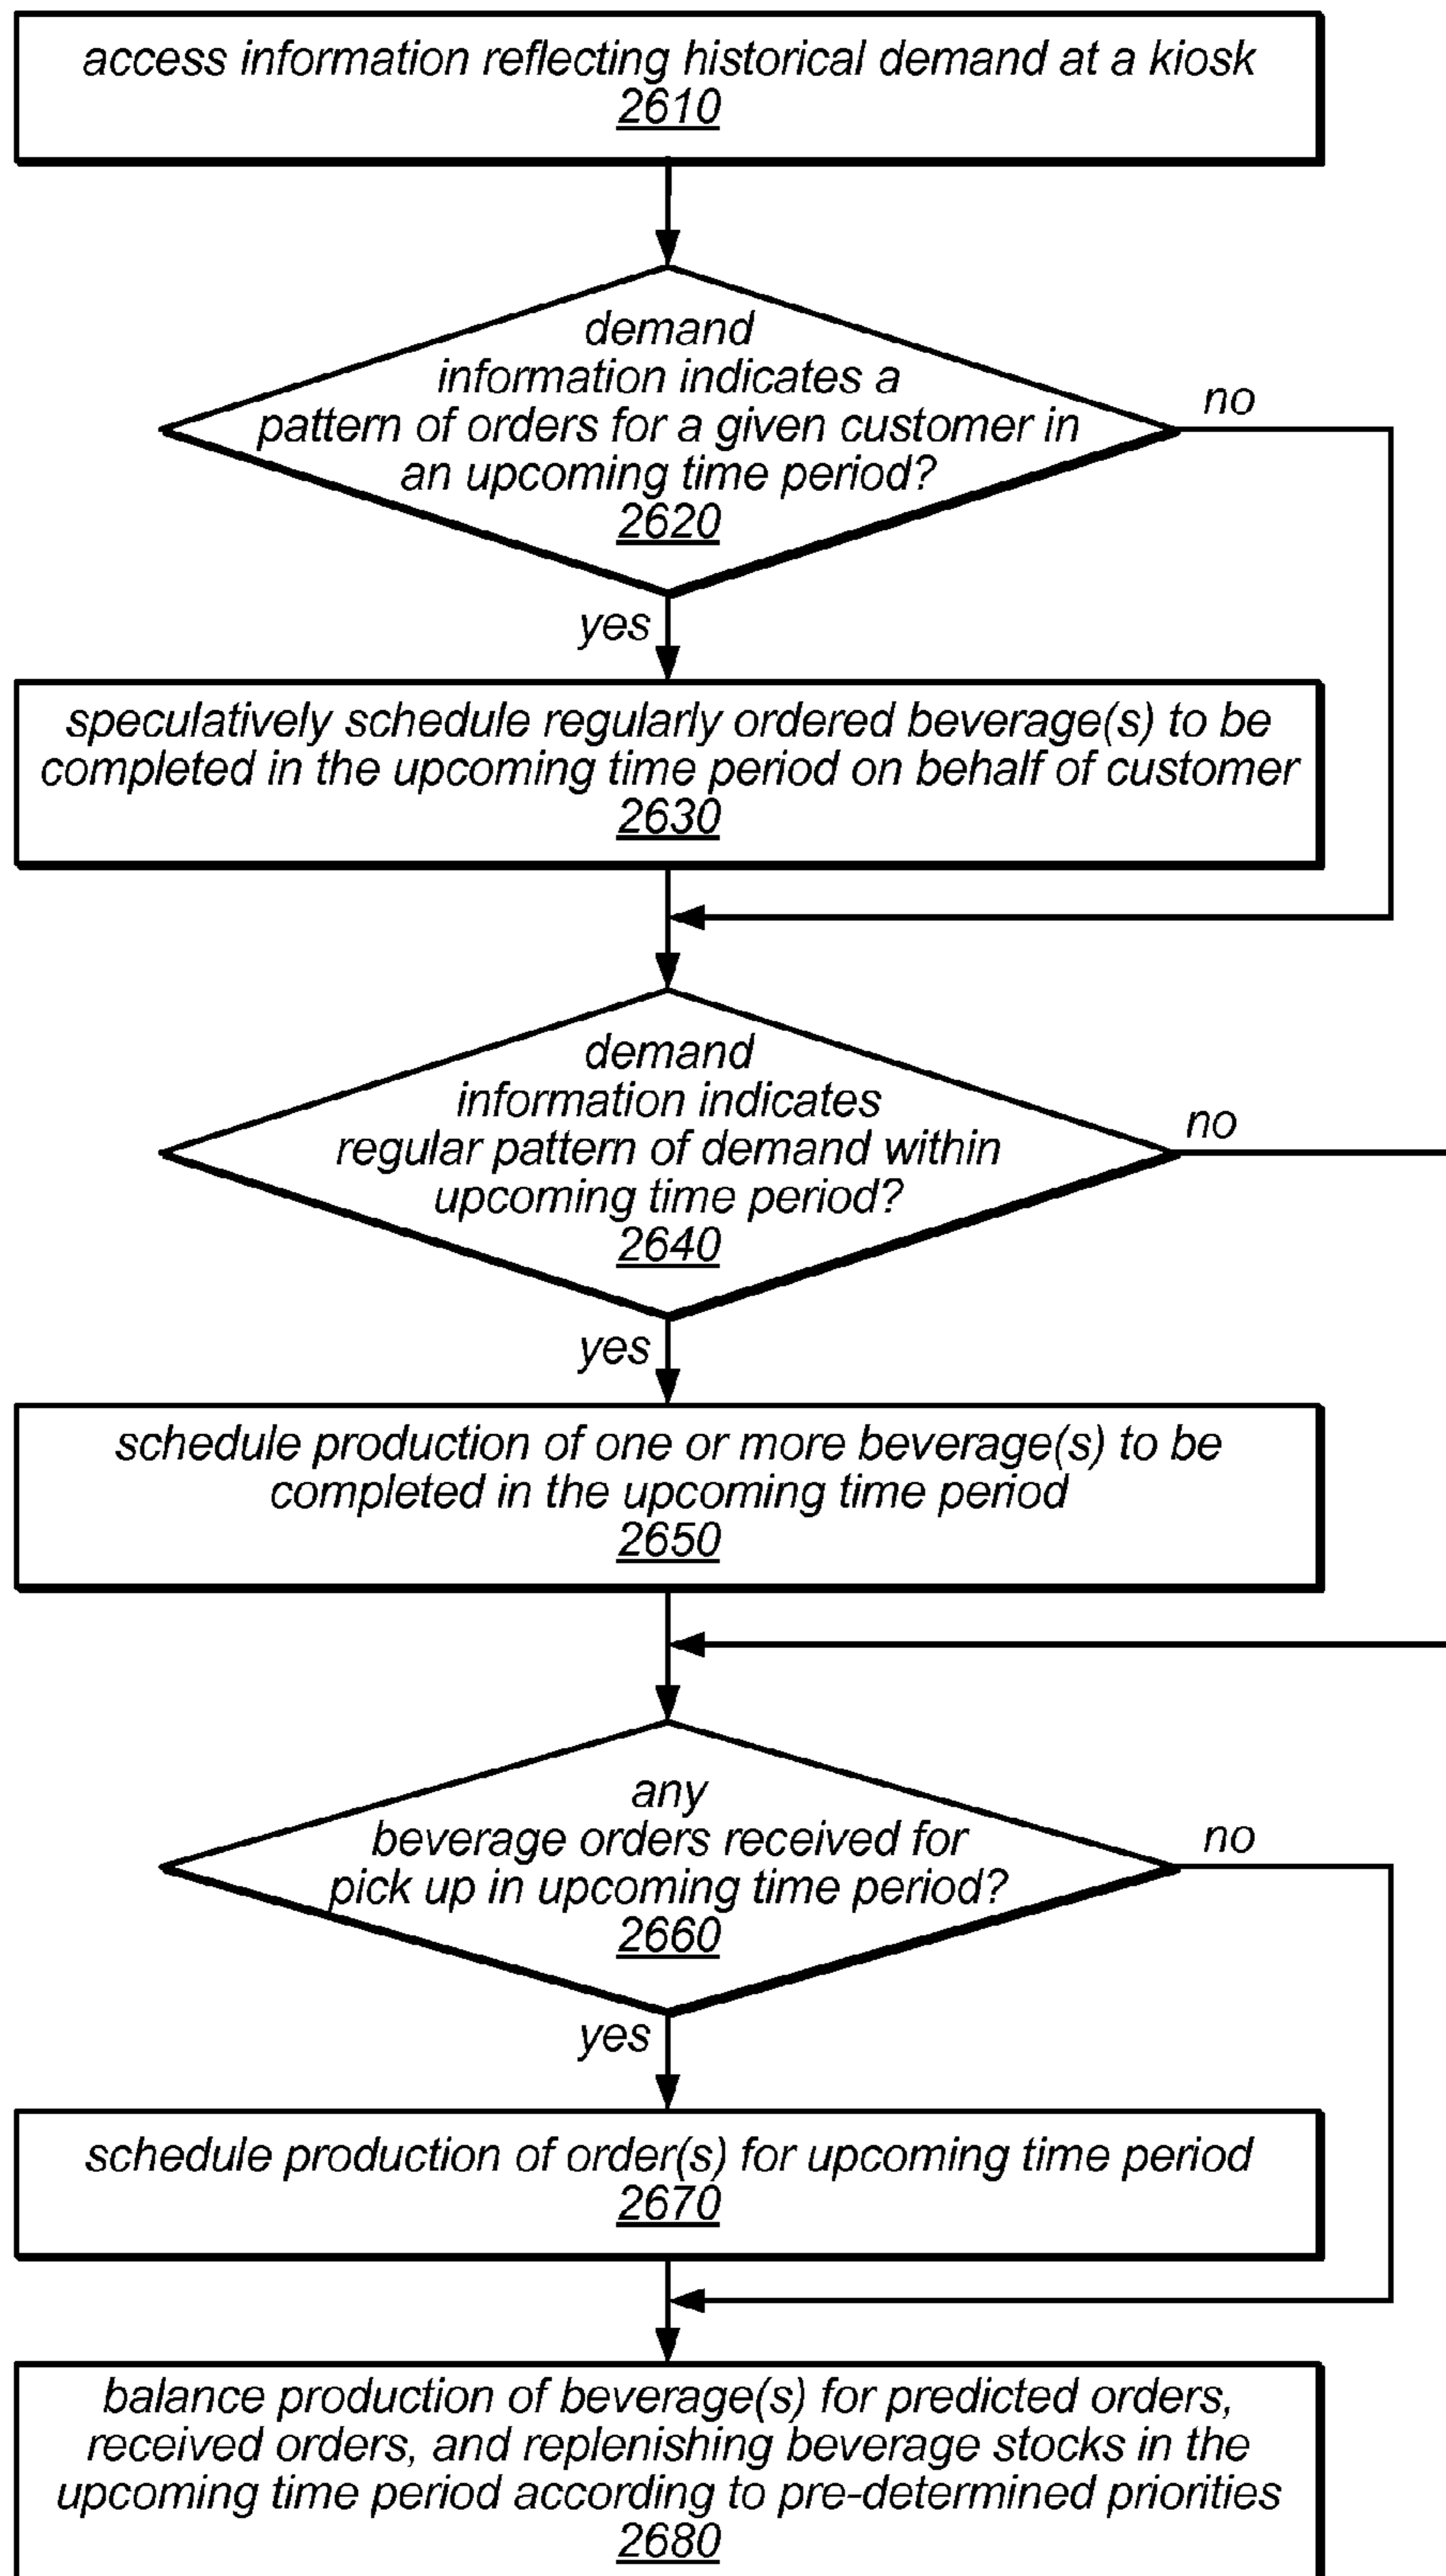 access information reflecting historical demand at a kiosk
2610
demand
information indicates a
pattern of orders for a given customer in
an upcoming time period?
2620
no
yes
speculatively schedule regularly ordered beverage(s) to be
completed in the upcoming time period on behalf of customer
2630
demand
information indicates
regular pattern of demand within
upcoming time period?
2640
no
yes
schedule production of one or more beverage(s) to be
completed in the upcoming time period
2650
any
beverage orders received for
pick up in upcoming time period?
2660
no
yes
schedule production of order(s) for upcoming time period
2670
balance production of beverage(s) for predicted orders,
received orders, and replenishing beverage stocks in the
upcoming time period according to pre-determined priorities
2680